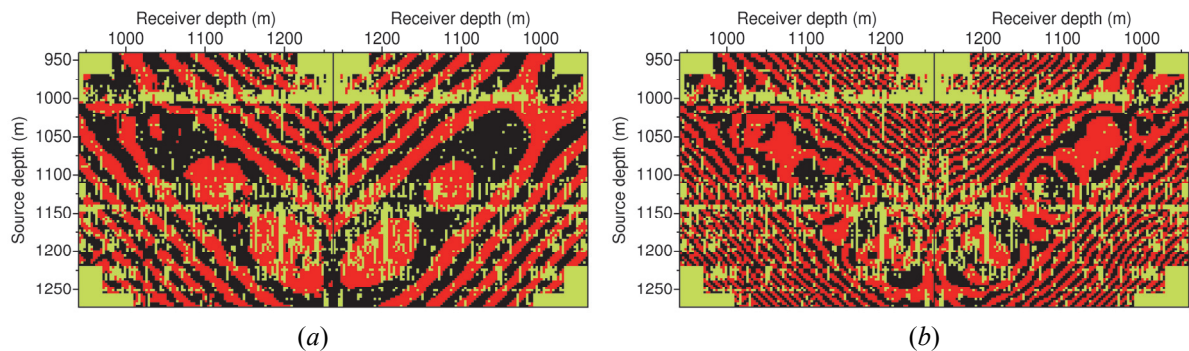 Receiver depth (m) Receiver depth (m) Receiver depth (m) Receiver depth (m)
1000 1100 1200 1200 1100 1000 1000 1100 1200 1200 1100 1000
950 950
1000 1000
1050 1050
1100 1100
1150 1150
1200 1200
1250 1250
Source depth (m) Source depth (m)
(a) (b)